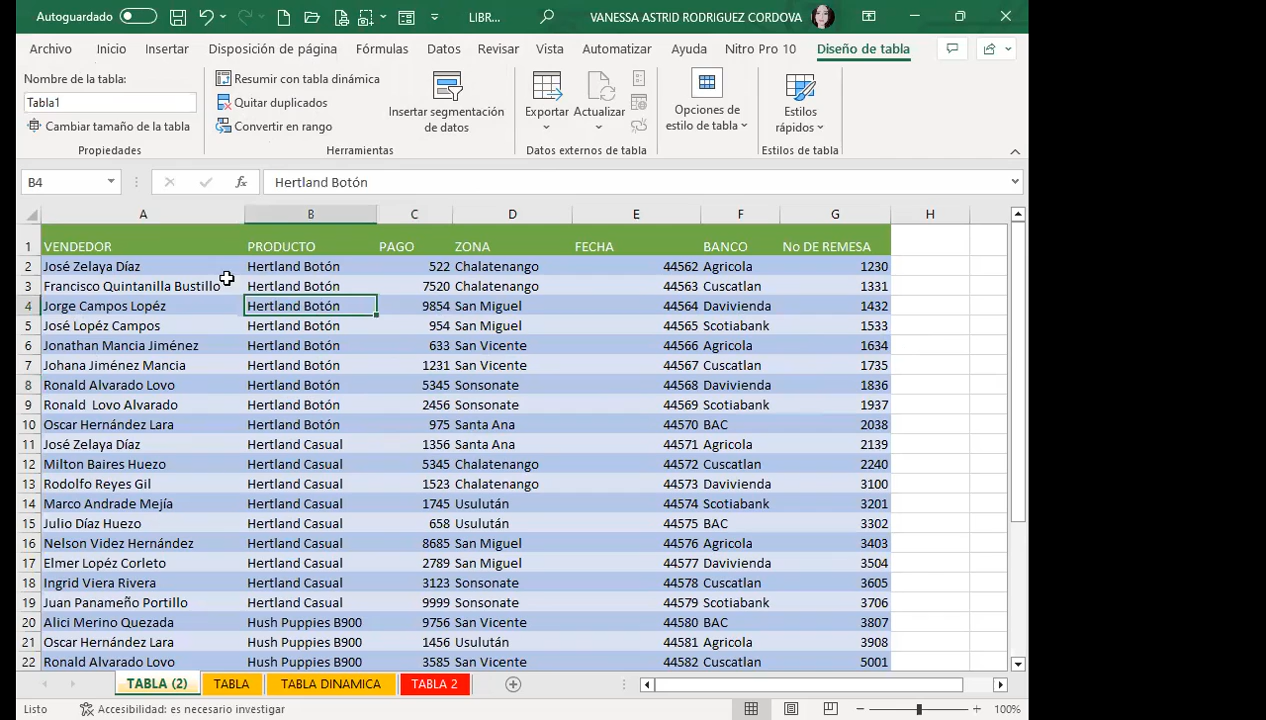 Autoguardado LIBR... VANESSA ASTRID RODRIGUEZ CORDOVA
Archivo Inicio Insertar Disposición de página Fórmulas Datos Revisar Vista Automatizar Ayuda Nitro Pro 10 Diseño de tabla
Nombre de la tabla:
Tabla1
Cambiar tamaño de la tabla
Propiedades
Resumir con tabla dinámica
Quitar duplicados
Convertir en rango
Insertar segmentación
de datos
Herramientas
Exportar Actualizar
Datos externos de tabla
Opciones de
estilo de tabla
Estilos
rápidos
Estilos de tabla
B4 fx Hertland Botón
A B C D E F G H
1 VENDEDOR PRODUCTO PAGO ZONA FECHA BANCO No DE REMESA
2 José Zelaya Díaz Hertland Botón 522 Chalatenango 44562 Agricola 1230
3 Francisco Quintanilla Bustillo Hertland Botón 7520 Chalatenango 44563 Cuscatlan 1331
4 Jorge Campos Lopéz Hertland Botón 9854 San Miguel 44564 Davivienda 1432
5 José Lopéz Campos Hertland Botón 954 San Miguel 44565 Scotiabank 1533
6 Jonathan Mancia Jiménez Hertland Botón 633 San Vicente 44566 Agricola 1634
7 Johana Jiménez Mancia Hertland Botón 1231 San Vicente 44567 Cuscatlan 1735
8 Ronald Alvarado Lovo Hertland Botón 5345 Sonsonate 44568 Davivienda 1836
9 Ronald Lovo Alvarado Hertland Botón 2456 Sonsonate 44569 Scotiabank 1937
10 Oscar Hernández Lara Hertland Botón 975 Santa Ana 44570 BAC 2038
11 José Zelaya Díaz Hertland Casual 1356 Santa Ana 44571 Agricola 2139
12 Milton Baires Huezo Hertland Casual 5345 Chalatenango 44572 Cuscatlan 2240
13 Rodolfo Reyes Gil Hertland Casual 1523 Chalatenango 44573 Davivienda 3100
14 Marco Andrade Mejía Hertland Casual 1745 Usulután 44574 Scotiabank 3201
15 Julio Díaz Huezo Hertland Casual 658 Usulután 44575 BAC 3302
16 Nelson Videz Hernández Hertland Casual 8685 San Miguel 44576 Agricola 3403
17 Elmer Lopéz Corleto Hertland Casual 2789 San Miguel 44577 Davivienda 3504
18 Ingrid Viera Rivera Hertland Casual 3123 Sonsonate 44578 Cuscatlan 3605
19 Juan Panameño Portillo Hertland Casual 9999 Sonsonate 44579 Scotiabank 3706
20 Alici Merino Quezada Hush Puppies B900 9756 San Vicente 44580 BAC 3807
21 Oscar Hernández Lara Hush Puppies B900 1456 Usulután 44581 Agricola 3908
22 Ronald Alvarado Lovo Hush Puppies B900 3585 San Vicente 44582 Cuscatlan 5001
TABLA (2) TABLA TABLA DINAMICA TABLA 2
Listo Accesibilidad: es necesario investigar 100%